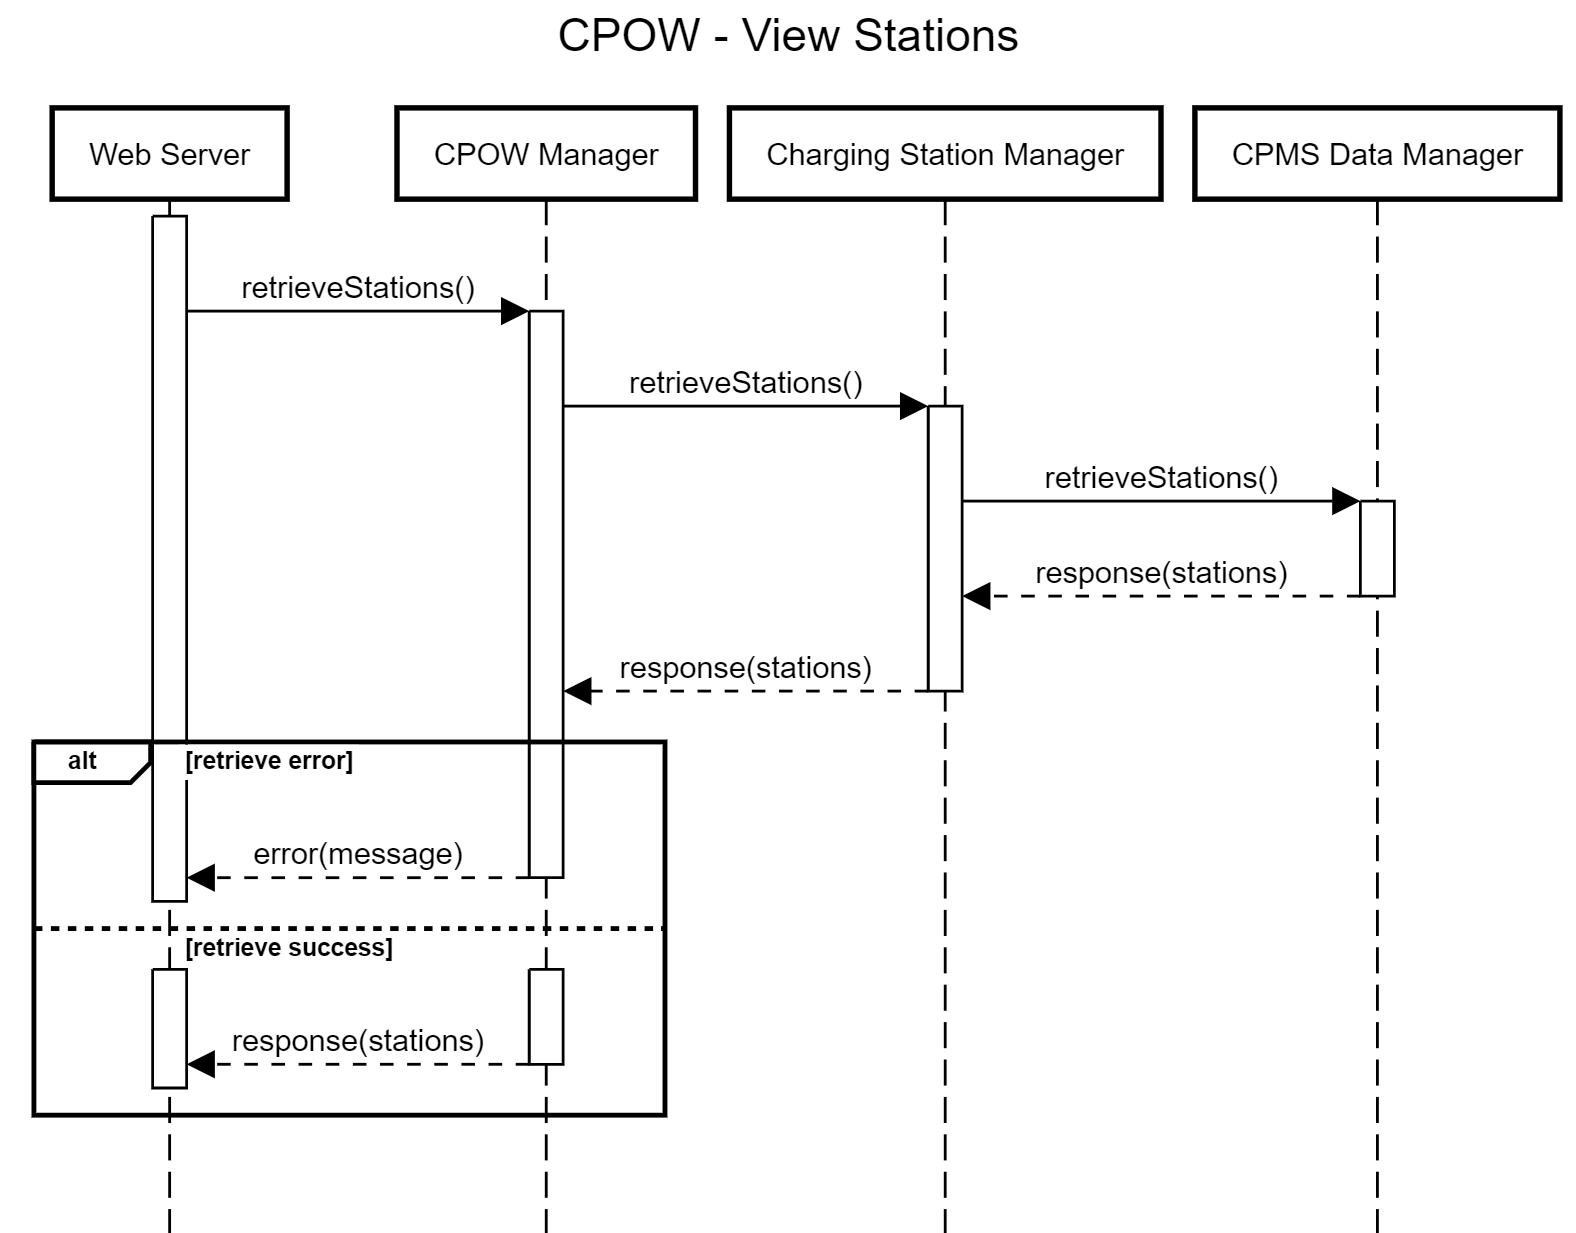 CPOW - View Stations
Web Server
CPOW Manager
Charging Station Manager
CPMS Data Manager
retrieveStations()
retrieveStations()
retrieveStations()
response(stations)
response(stations)
alt
[retrieve error]
error(message)
[retrieve success]
response(stations)